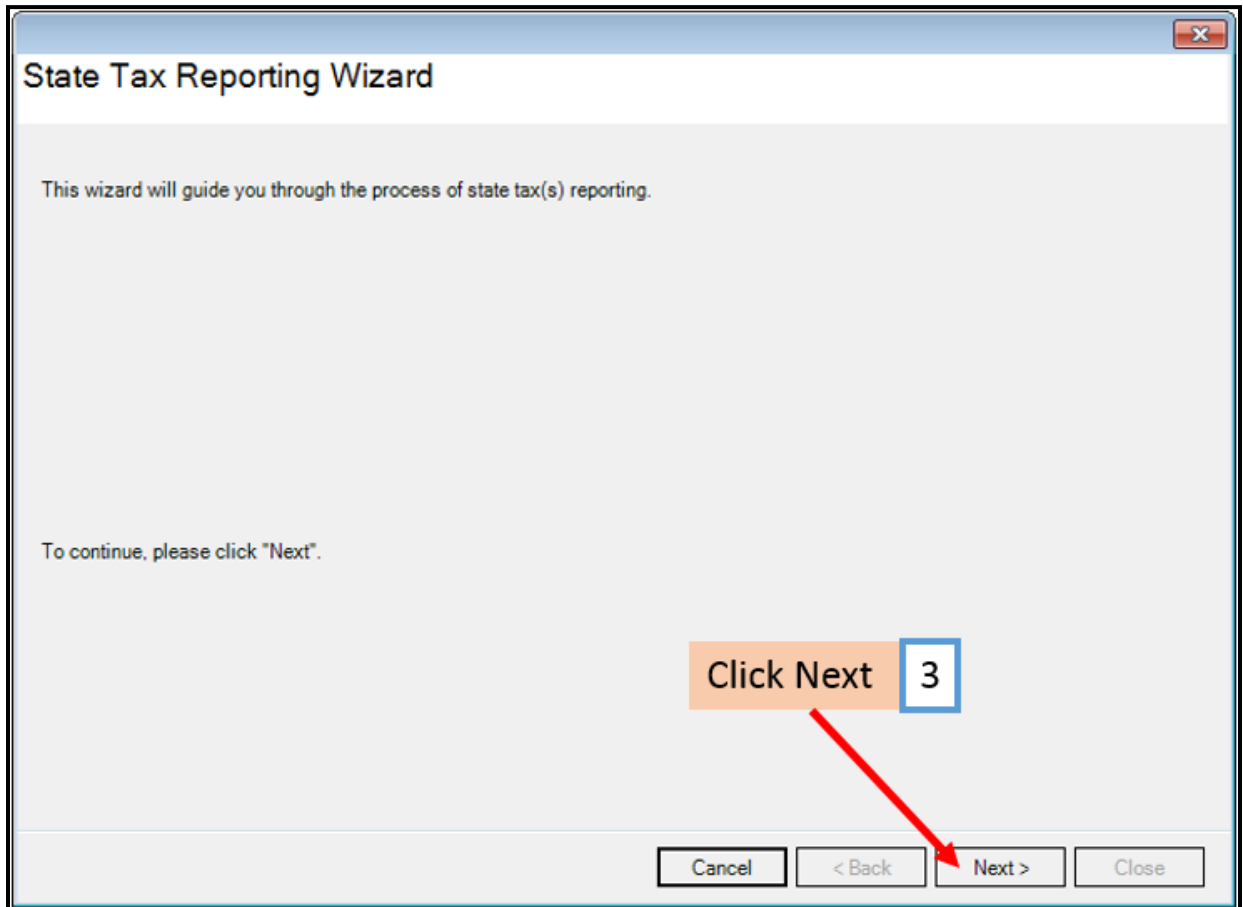 State Tax Reporting Wizard
This wizard will guide you through the process of state tax(s) reporting.
To continue, please click "Next".
Click Next 3
Cancel < Back Next > Close